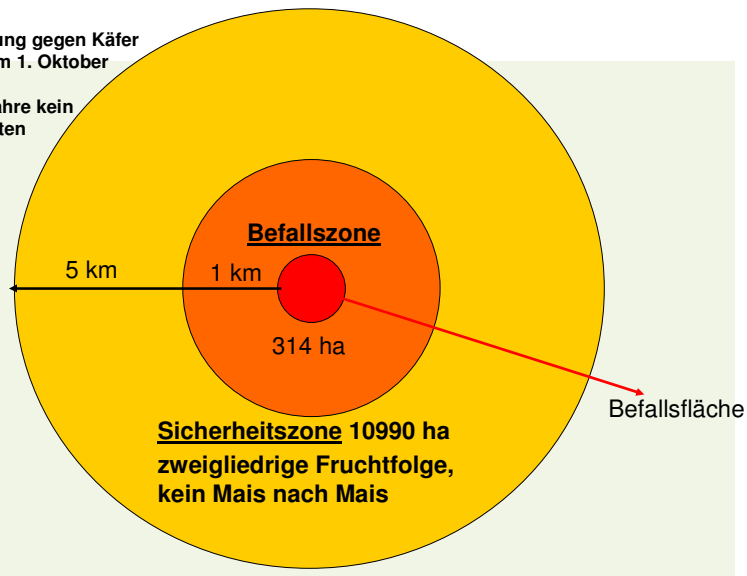 ung gegen Käfer
m 1. Oktober
ahre kein
ten
Befallszone
5 km
1 km
314 ha
Befallsfläche
Sicherheitszone 10990 ha
zweigliedrige Fruchtfolge,
kein Mais nach Mais